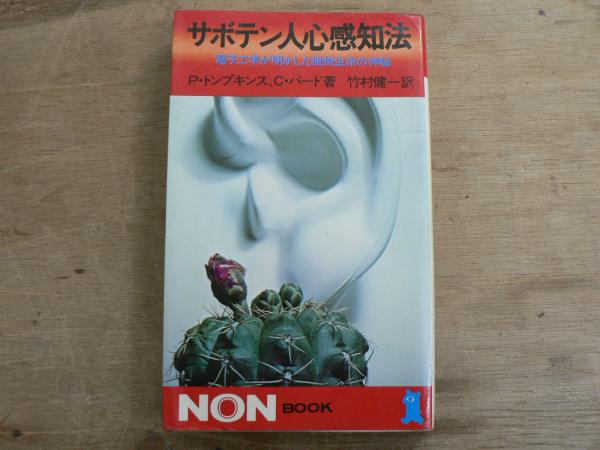 サボテン人心感知法
電子工学が明かした植物生命の神秘
P・トンプキンス、C・バード著 竹村健一訳
NON BOOK